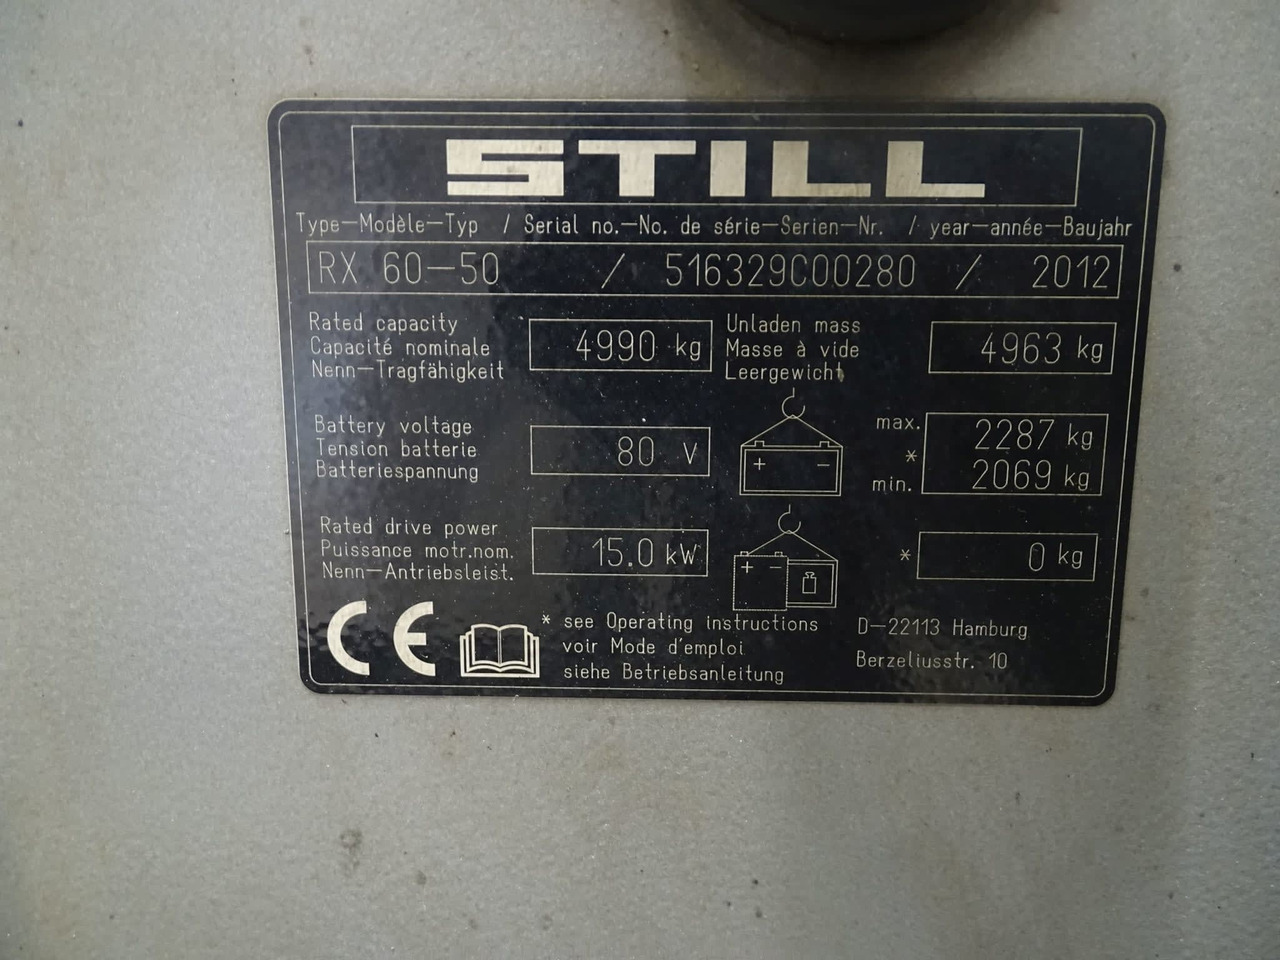 STILL
Type–Modèle–Typ / Serial no.–No. de série–Serien–Nr. / year–année–Baujahr
RX 60–50 / 516329C00280 / 2012
Rated capacity
Capacité nominale
Nenn–Tragfähigkeit
4990 kg
Unladen mass
Masse à vide
Leergewicht
4963 kg
Battery voltage
Tension batterie
Batteriespannung
80 V
+ −
max.
*
min.
2287 kg
2069 kg
Rated drive power
Puissance motr.nom.
Nenn–Antriebsleist.
15.0 kW
+ −
* 0 kg
CE
* see Operating instructions
voir Mode d'emploi
siehe Betriebsanleitung
D–22113 Hamburg
Berzeliusstr. 10